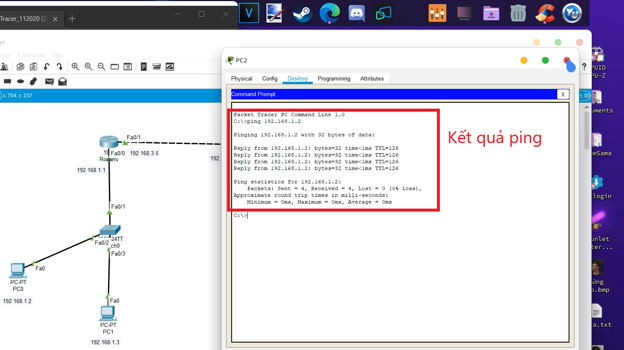 Tracer_112020 (2
PC2
Physical Config Desktop Programming Attributes
x: 794, y: 237
Command Prompt
X
Packet Tracer PC Command Line 1.0
C:\>ping 192.168.1.2
Pinging 192.168.1.2 with 32 bytes of data:
Reply from 192.168.1.2: bytes=32 time<1ms TTL=126
Reply from 192.168.1.2: bytes=32 time<1ms TTL=126
Reply from 192.168.1.2: bytes=32 time<1ms TTL=126
Reply from 192.168.1.2: bytes=32 time<1ms TTL=126
Ping statistics for 192.168.1.2:
Packets: Sent = 4, Received = 4, Lost = 0 (0% loss),
Approximate round trip times in milli-seconds:
Minimum = 0ms, Maximum = 0ms, Average = 0ms
C:\>
Kết quả ping
Fa0/1
Fa0/0
192.168.3.5
192.168.1.1
Fa0/1
24TT
ch0
Fa0/2
Fa0/3
Fa0
PC-PT
PC0
192.168.1.2
Fa0
PC-PT
PC1
192.168.1.3
PUID
PU-Z
uments
mSama
login
a.txt